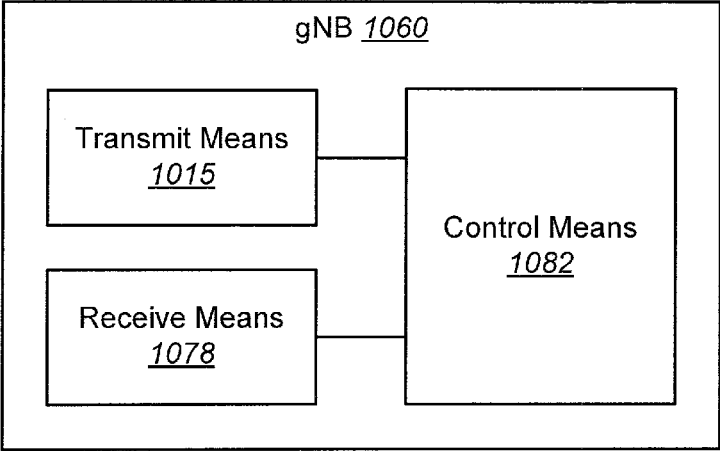 gNB 1060
Transmit Means
1015
Control Means
1082
Receive Means
1078